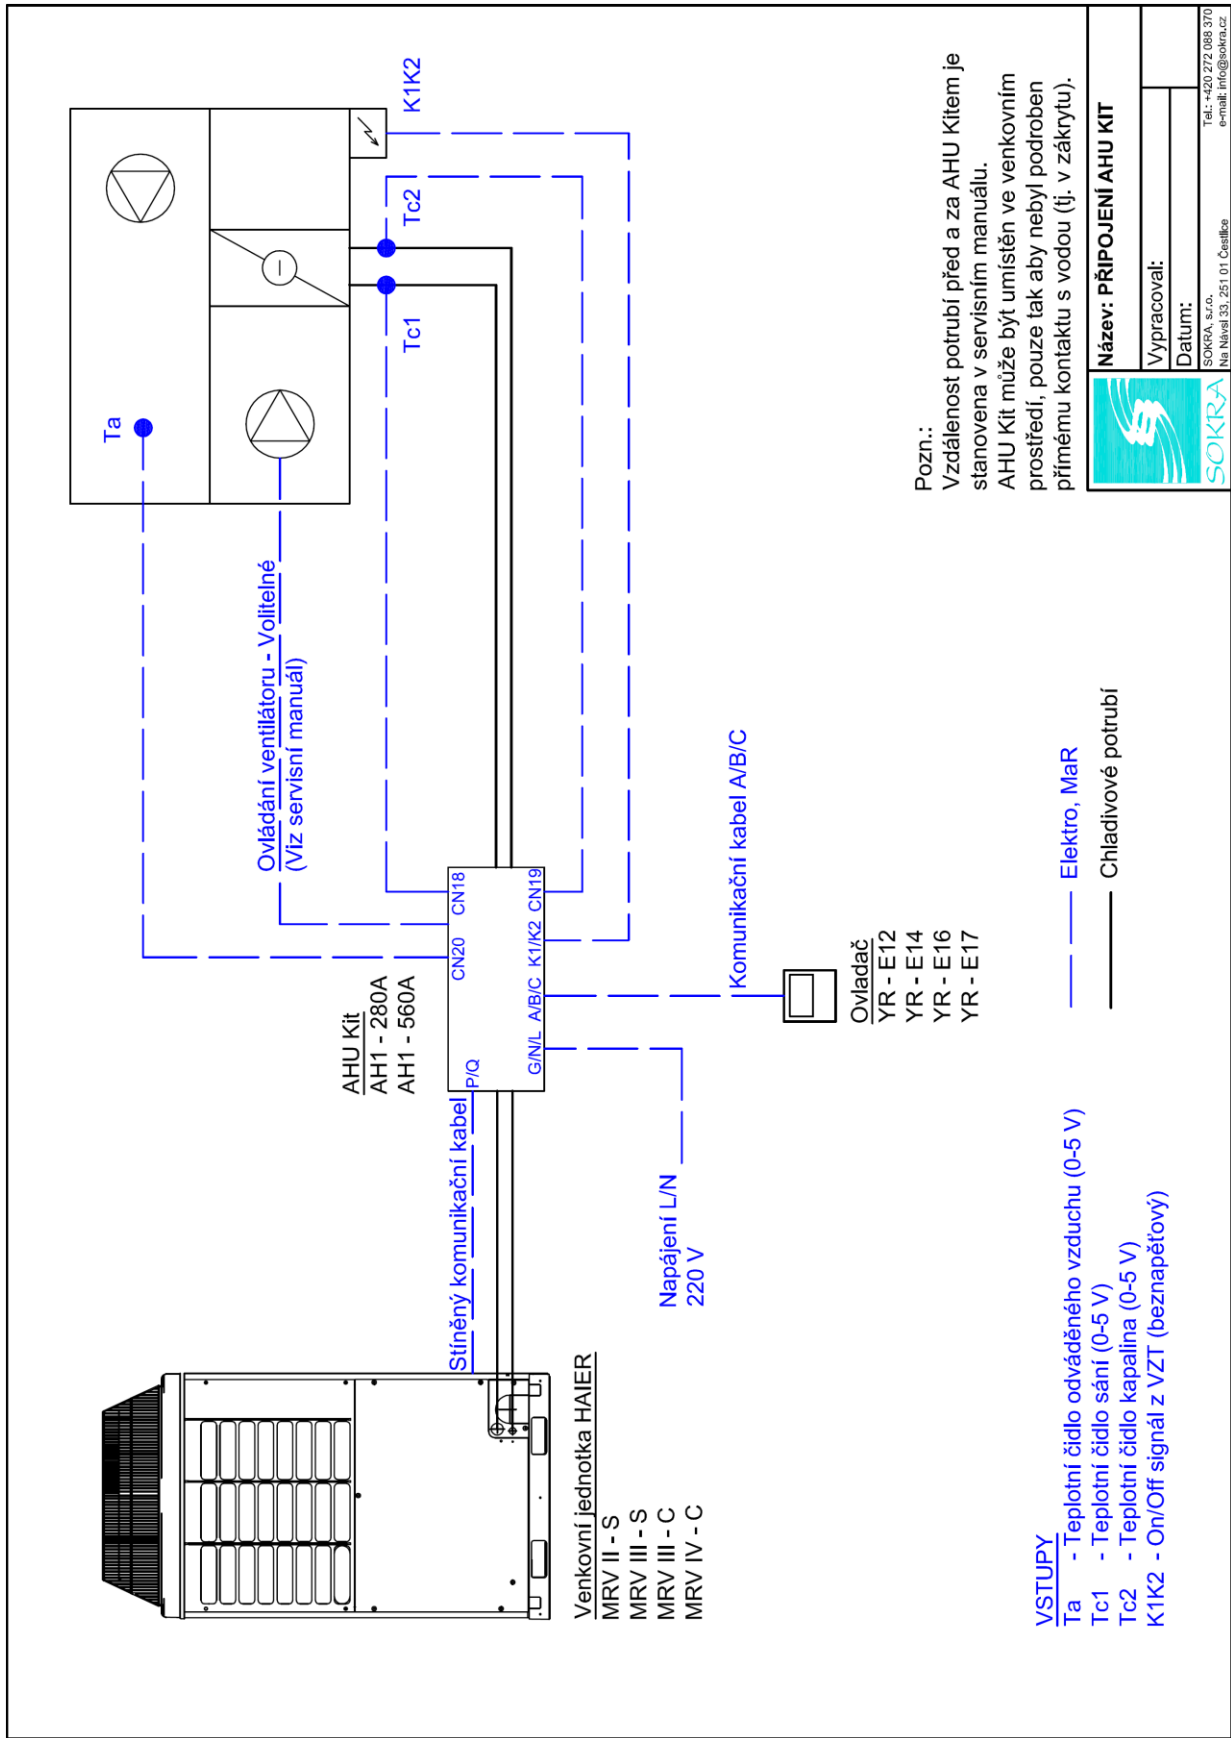 Ta
K1K2
Tc1
Tc2
Ovládání ventilátoru - Volitelné
(Viz servisní manuál)
AHU Kit
AH1 - 280A
AH1 - 560A
Stíněný komunikační kabel
P/Q
CN20
CN18
G/N/L
A/B/C
K1/K2
CN19
Venkovní jednotka HAIER
MRV II - S
MRV III - S
MRV III - C
MRV IV - C
Napájení L/N
220 V
Komunikační kabel A/B/C
Ovladač
YR - E12
YR - E14
YR - E16
YR - E17
Pozn.:
Vzdálenost potrubí před a za AHU Kitem je
stanovena v servisním manuálu.
AHU Kit může být umístěn ve venkovním
prostředí, pouze tak aby nebyl podroben
přímému kontaktu s vodou (tj. v zákrytu).
VSTUPY
Ta - Teplotní čidlo odváděného vzduchu (0-5 V)
Tc1 - Teplotní čidlo sání (0-5 V)
Tc2 - Teplotní čidlo kapalina (0-5 V)
K1K2 - On/Off signál z VZT (beznapěťový)
Elektro, MaR
Chladivové potrubí
SOKRA
Název: PŘIPOJENÍ AHU KIT
Vypracoval:
Datum:
SOKRA, s.r.o.
Na Návsí 33, 251 01 Čestlice
Tel.: +420 272 088 370
e-mail: info@sokra.cz